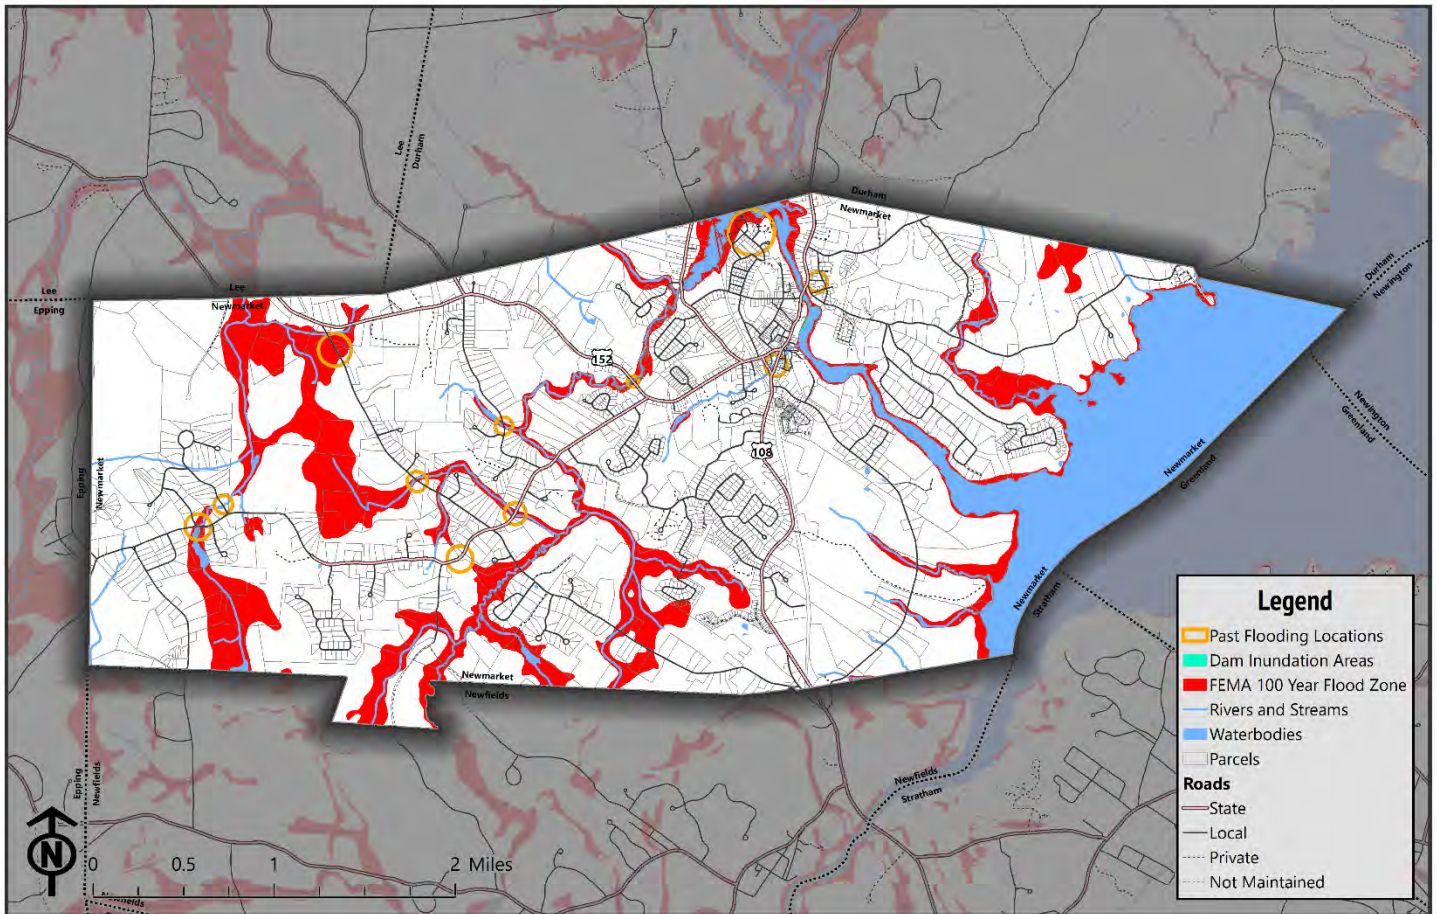 Lee
Durham
Durham
Newmarket
Durham
Newington
Lee
Epping
Lee
Newmarket
152
Newington
Greenland
108
Newmarket
Greenland
Epping
Newmarket
Newmarket
Stratham
Newmarket
Newfields
Epping
Newfields
Newfields
Stratham
Legend
Past Flooding Locations
Dam Inundation Areas
FEMA 100 Year Flood Zone
Rivers and Streams
Waterbodies
Parcels
Roads
State
Local
Private
Not Maintained
N
0 0.5 1 2 Miles
Newfields